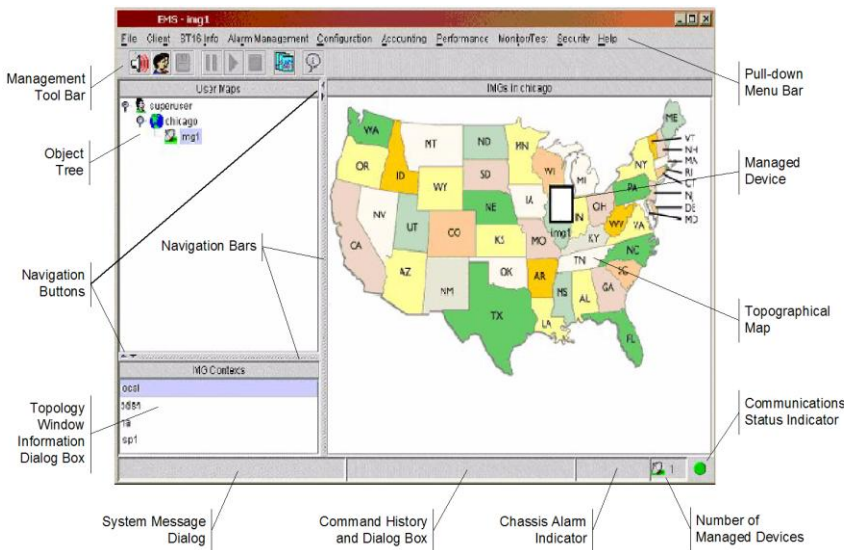 EMS - img1
File Client ST16 Info Alarm Management Configuration Accounting Performance Monitor/Test Security Help
Management
Tool Bar
Pull-down
Menu Bar
User Maps
IMGs in chicago
superuser
chicago
img1
Object
Tree
Navigation Bars
Navigation
Buttons
WA
MT
ND
MN
ME
VT
NH
MA
RI
CT
NJ
DE
MD
OR
ID
WY
SD
WI
MI
NY
PA
NV
UT
CO
NE
IA
IN
OH
WV
VA
img1
CA
KS
MO
KY
NC
AZ
NM
OK
AR
TN
SC
TX
LA
MS
AL
GA
FL
Managed
Device
Topographical
Map
IMG Contexts
sp1
Topology
Window
Information
Dialog Box
1
Communications
Status Indicator
System Message
Dialog
Command History
and Dialog Box
Chassis Alarm
Indicator
Number of
Managed Devices